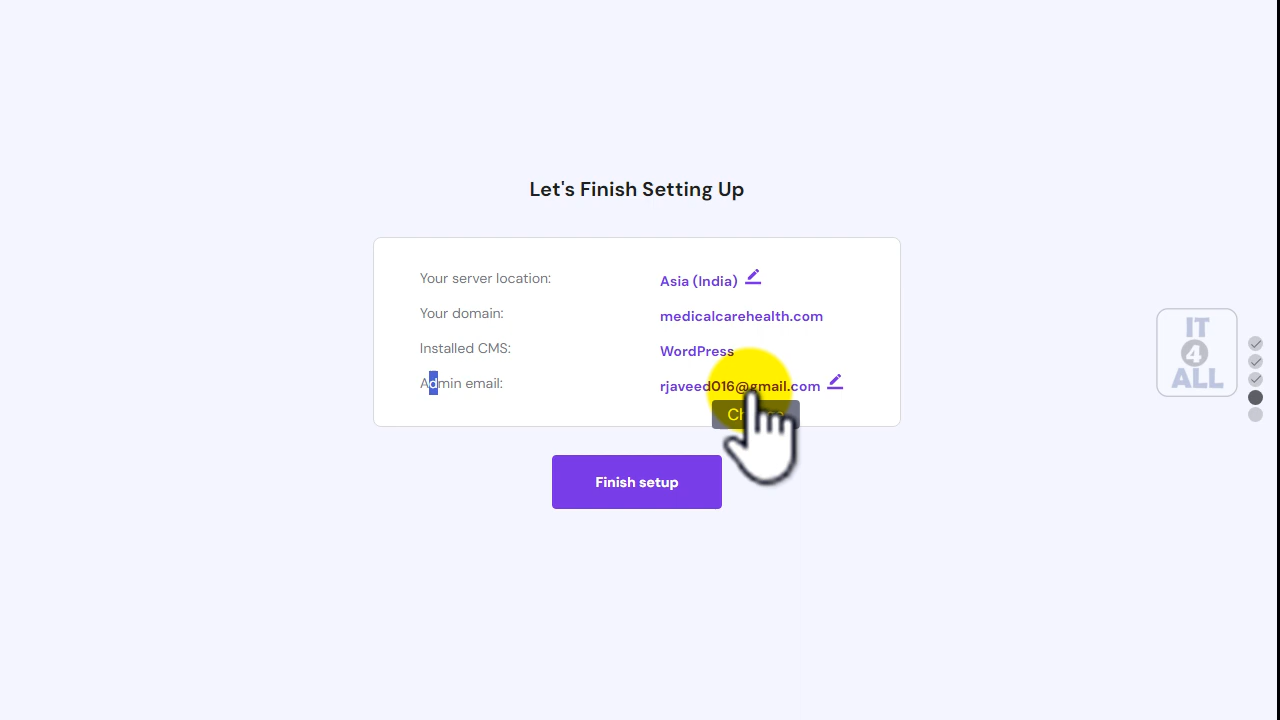 Let's Finish Setting Up
Your server location: Asia (India)
Your domain: medicalcarehealth.com
Installed CMS: WordPress
Admin email: rjaveed016@gmail.com
Finish setup
IT
4
ALL